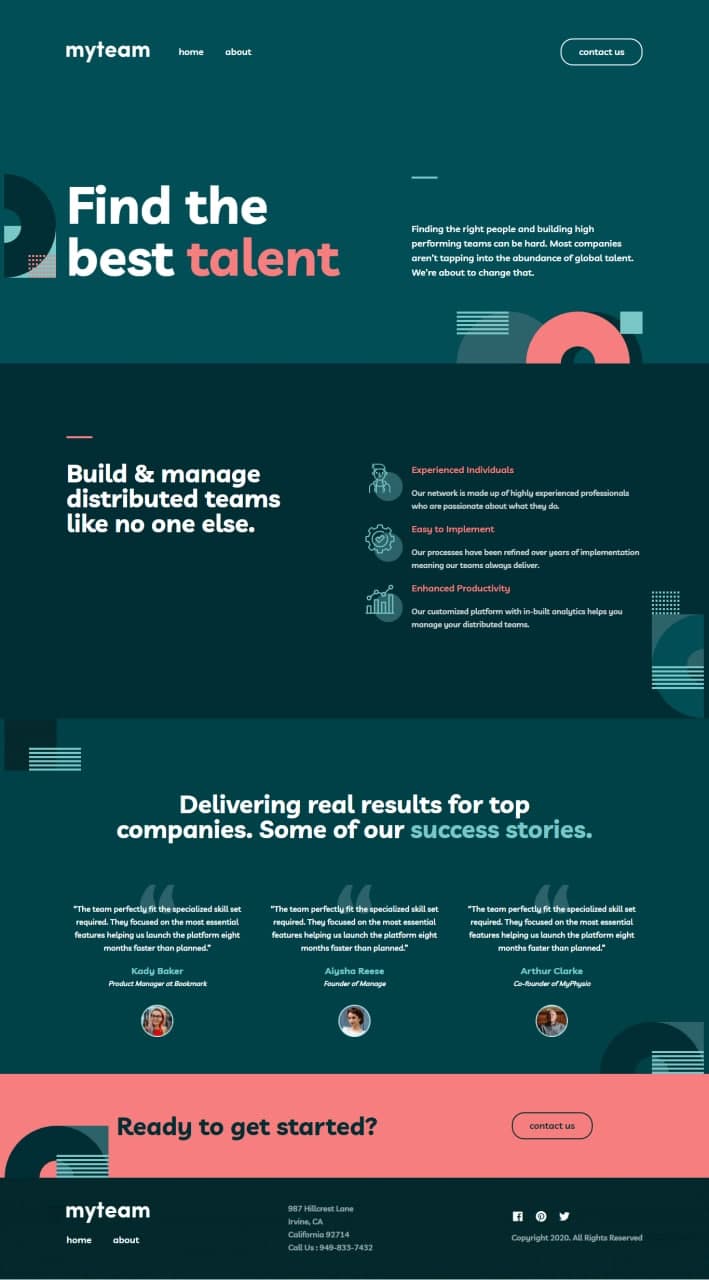 myteam home about contact us
Find the
best talent
Finding the right people and building high
performing teams can be hard. Most companies
aren't tapping into the abundance of global talent.
We're about to change that.
Build & manage
distributed teams
like no one else.
Experienced Individuals
Our network is made up of highly experienced professionals
who are passionate about what they do.
Easy to Implement
Our processes have been refined over years of implementation
meaning our teams always deliver.
Enhanced Productivity
Our customized platform with in-built analytics helps you
manage your distributed teams.
Delivering real results for top
companies. Some of our success stories.
“
"The team perfectly fit the specialized skill set
required. They focused on the most essential
features helping us launch the platform eight
months faster than planned."
Kady Baker
Product Manager at Bookmark
“
"The team perfectly fit the specialized skill set
required. They focused on the most essential
features helping us launch the platform eight
months faster than planned."
Aiysha Reese
Founder of Manage
“
"The team perfectly fit the specialized skill set
required. They focused on the most essential
features helping us launch the platform eight
months faster than planned."
Arthur Clarke
Co-founder of MyPhysio
Ready to get started?
contact us
myteam
home about
987 Hillcrest Lane
Irvine, CA
California 92714
Call Us : 949-833-7432
Copyright 2020. All Rights Reserved